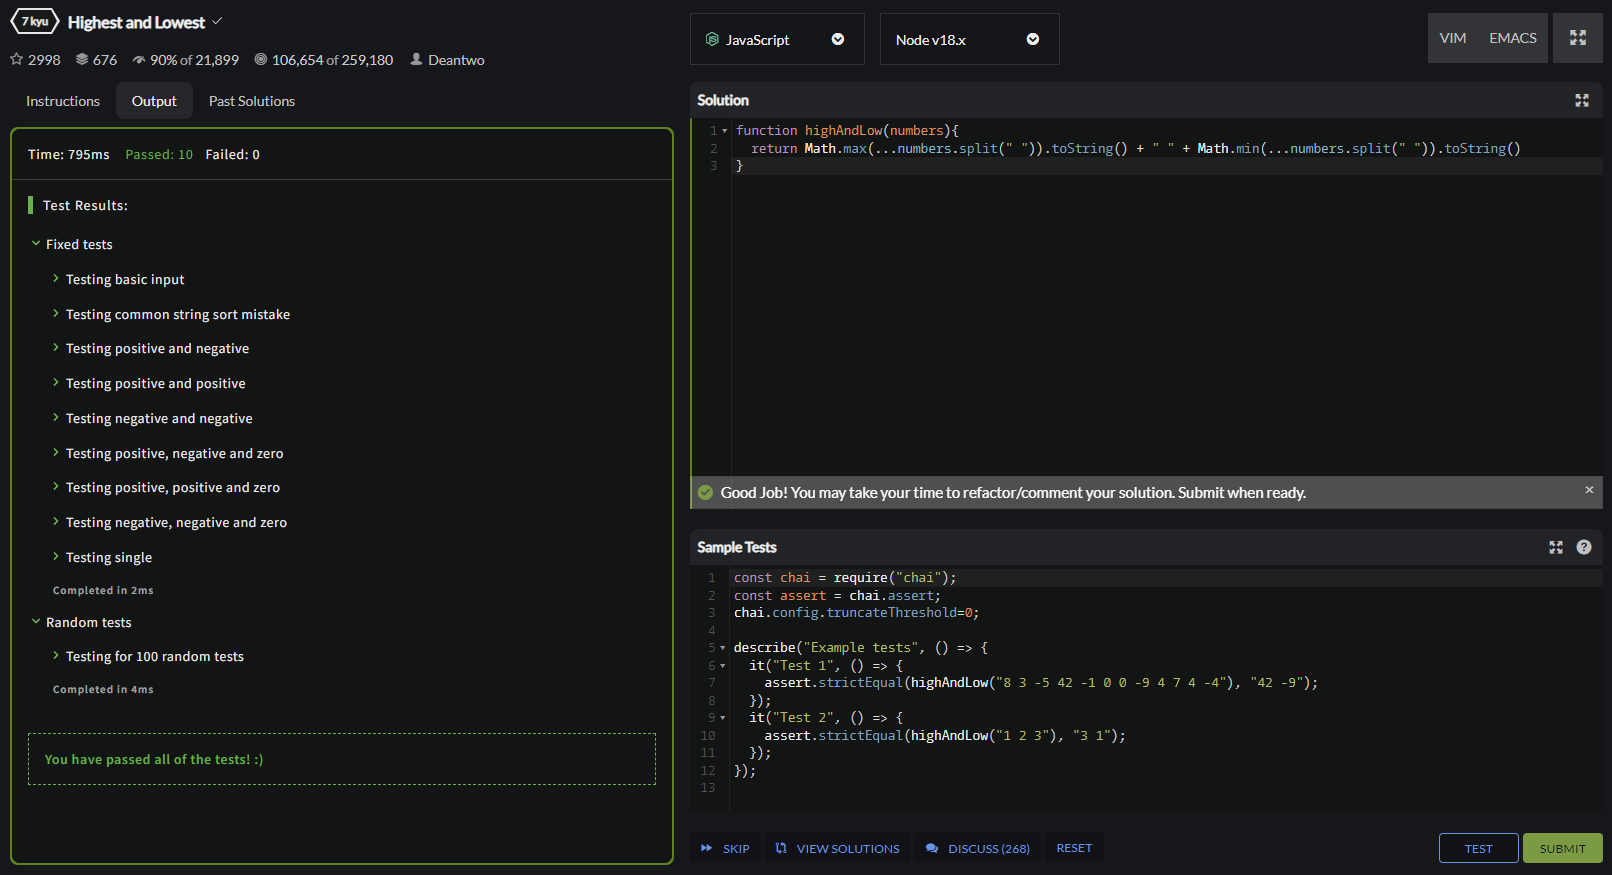 7 kyu Highest and Lowest
2998 676 90% of 21,899 106,654 of 259,180 Deantwo
Instructions Output Past Solutions
Time: 795ms Passed: 10 Failed: 0
Test Results:
Fixed tests
Testing basic input
Testing common string sort mistake
Testing positive and negative
Testing positive and positive
Testing negative and negative
Testing positive, negative and zero
Testing positive, positive and zero
Testing negative, negative and zero
Testing single
Completed in 2ms
Random tests
Testing for 100 random tests
Completed in 4ms
You have passed all of the tests! :)
JavaScript Node v18.x VIM EMACS
Solution
1 function highAndLow(numbers){
2 return Math.max(...numbers.split(" ")).toString() + " " + Math.min(...numbers.split(" ")).toString()
3 }
Good Job! You may take your time to refactor/comment your solution. Submit when ready. ×
Sample Tests ?
1 const chai = require("chai");
2 const assert = chai.assert;
3 chai.config.truncateThreshold=0;
4
5 describe("Example tests", () => {
6 it("Test 1", () => {
7 assert.strictEqual(highAndLow("8 3 -5 42 -1 0 0 -9 4 7 4 -4"), "42 -9");
8 });
9 it("Test 2", () => {
10 assert.strictEqual(highAndLow("1 2 3"), "3 1");
11 });
12 });
13
SKIP VIEW SOLUTIONS DISCUSS (268) RESET TEST SUBMIT